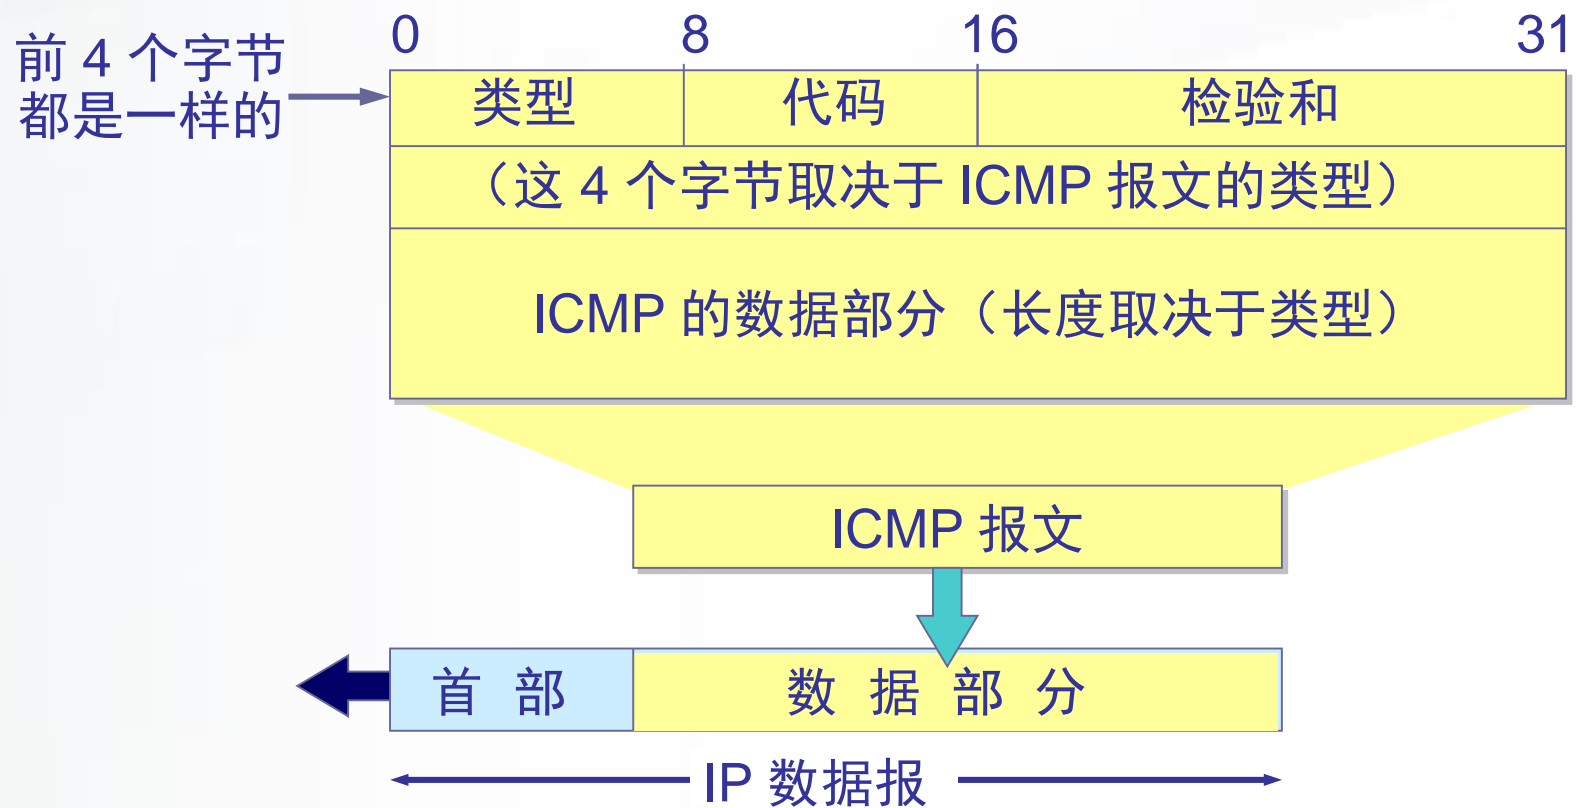 0 8 16 31
前 4 个字节
都是一样的
类型 代码 检验和
（这 4 个字节取决于 ICMP 报文的类型）
ICMP 的数据部分（长度取决于类型）
ICMP 报文
首 部 数 据 部 分
IP 数据报